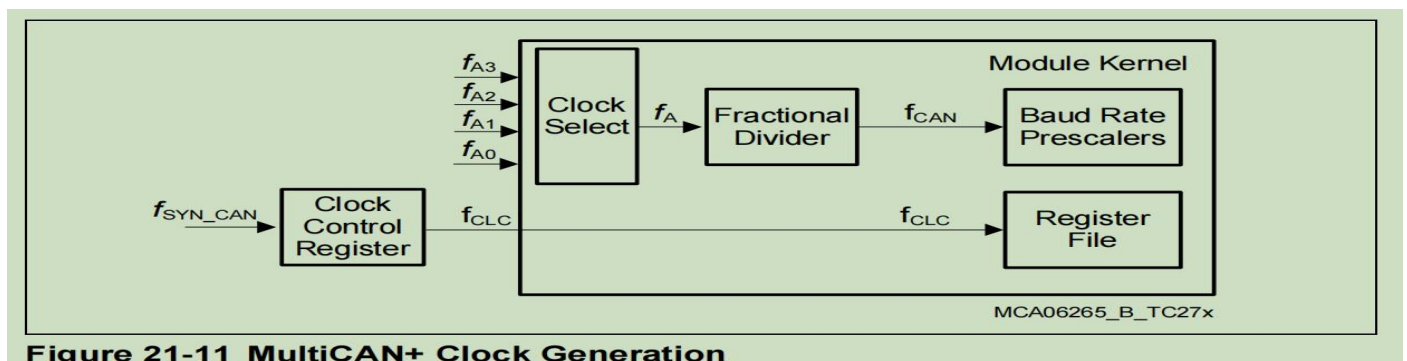 Module Kernel
fA3
fA2
fA1
fA0
Clock
Select
fA
Fractional
Divider
fCAN
Baud Rate
Prescalers
fSYN_CAN
Clock
Control
Register
fCLC
fCLC
Register
File
MCA06265_B_TC27x
Figure 21-11 MultiCAN+ Clock Generation